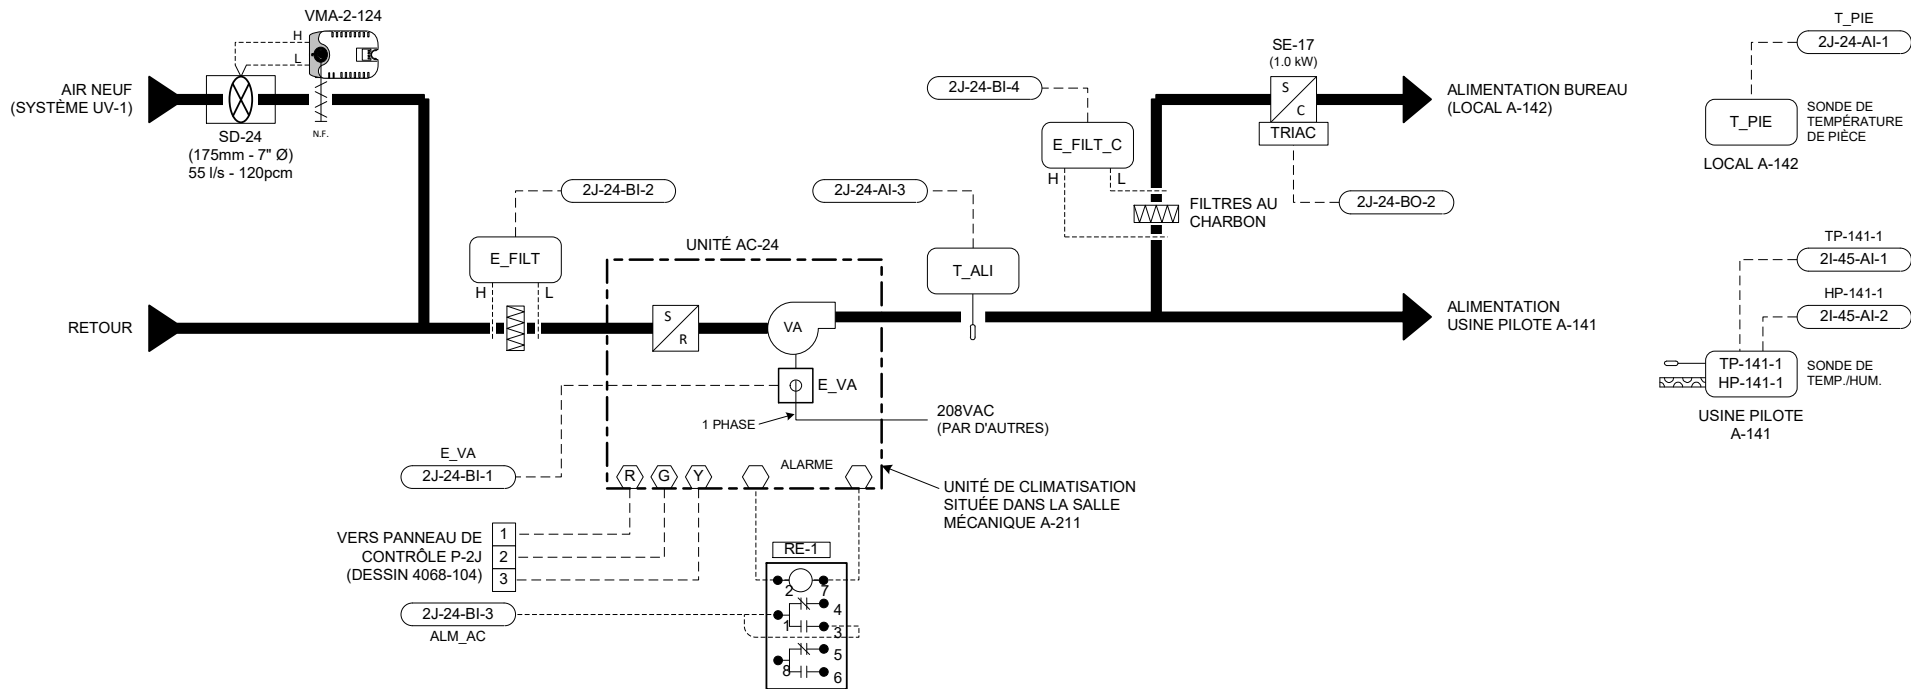 VMA-2-124
H
L
AIR NEUF
(SYSTÈME UV-1)
SD-24
(175mm - 7" Ø)
55 l/s - 120pcm
N.F.
RETOUR
2J-24-BI-2
E_FILT
H
L
UNITÉ AC-24
S
R
VA
E_VA
1 PHASE
208VAC
(PAR D'AUTRES)
E_VA
2J-24-BI-1
R
G
Y
ALARME
UNITÉ DE CLIMATISATION
SITUÉE DANS LA SALLE
MÉCANIQUE A-211
VERS PANNEAU DE
CONTRÔLE P-2J
(DESSIN 4068-104)
1
2
3
2J-24-BI-3
ALM_AC
RE-1
2
7
4
1
3
5
8
6
2J-24-AI-3
T_ALI
2J-24-BI-4
E_FILT_C
H
L
FILTRES AU
CHARBON
SE-17
(1.0 kW)
S
C
TRIAC
2J-24-BO-2
ALIMENTATION BUREAU
(LOCAL A-142)
ALIMENTATION
USINE PILOTE A-141
T_PIE
2J-24-AI-1
T_PIE
SONDE DE
TEMPÉRATURE
DE PIÈCE
LOCAL A-142
TP-141-1
2I-45-AI-1
HP-141-1
2I-45-AI-2
TP-141-1
HP-141-1
SONDE DE
TEMP./HUM.
USINE PILOTE
A-141